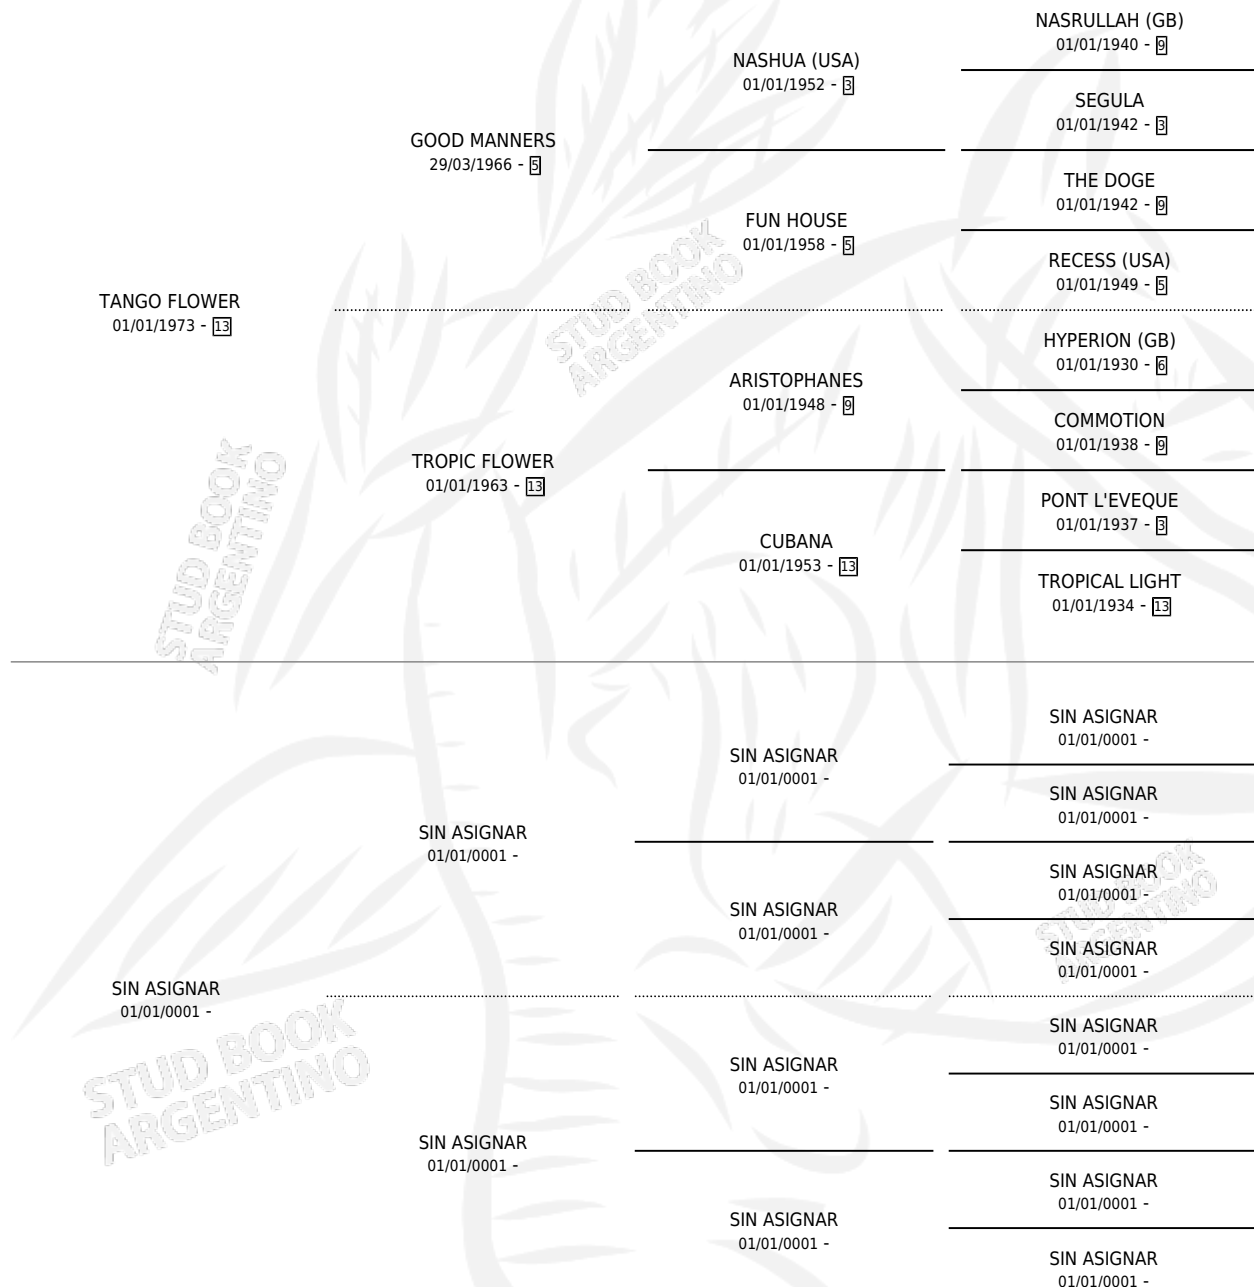 NASRULLAH (GB)
01/01/1940 - 9
NASHUA (USA)
01/01/1952 - 3
SEGULA
01/01/1942 - 3
GOOD MANNERS
29/03/1966 - 5
THE DOGE
01/01/1942 - 9
FUN HOUSE
01/01/1958 - 5
RECESS (USA)
01/01/1949 - 5
TANGO FLOWER
01/01/1973 - 13
HYPERION (GB)
01/01/1930 - 6
ARISTOPHANES
01/01/1948 - 9
COMMOTION
01/01/1938 - 9
TROPIC FLOWER
01/01/1963 - 13
PONT L'EVEQUE
01/01/1937 - 3
CUBANA
01/01/1953 - 13
TROPICAL LIGHT
01/01/1934 - 13
STUD BOOK
ARGENTINO
STUD BOOK
ARGENTINO
SIN ASIGNAR
01/01/0001 -
SIN ASIGNAR
01/01/0001 -
SIN ASIGNAR
01/01/0001 -
SIN ASIGNAR
01/01/0001 -
SIN ASIGNAR
01/01/0001 -
SIN ASIGNAR
01/01/0001 -
SIN ASIGNAR
01/01/0001 -
SIN ASIGNAR
01/01/0001 -
SIN ASIGNAR
01/01/0001 -
SIN ASIGNAR
01/01/0001 -
SIN ASIGNAR
01/01/0001 -
SIN ASIGNAR
01/01/0001 -
SIN ASIGNAR
01/01/0001 -
SIN ASIGNAR
01/01/0001 -
SIN ASIGNAR
01/01/0001 -
STUD BOOK
ARGENTINO
STUD BOOK
ARGENTINO